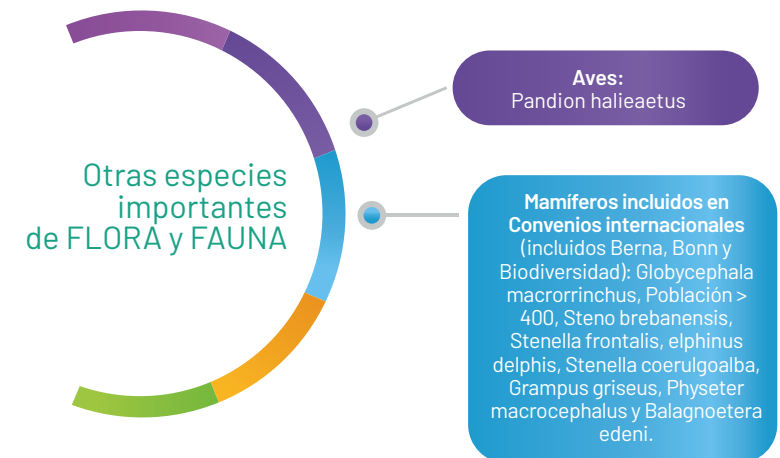 Otras especies
importantes
de FLORA y FAUNA
Aves:
Pandion halieaetus
Mamíferos incluidos en
Convenios internacionales
(incluidos Berna, Bonn y
Biodiversidad): Globycephala
macrorrinchus, Población >
400, Steno brebanensis,
Stenella frontalis, elphinus
delphis, Stenella coerulgoalba,
Grampus griseus, Physeter
macrocephalus y Balagnoetera
edeni.